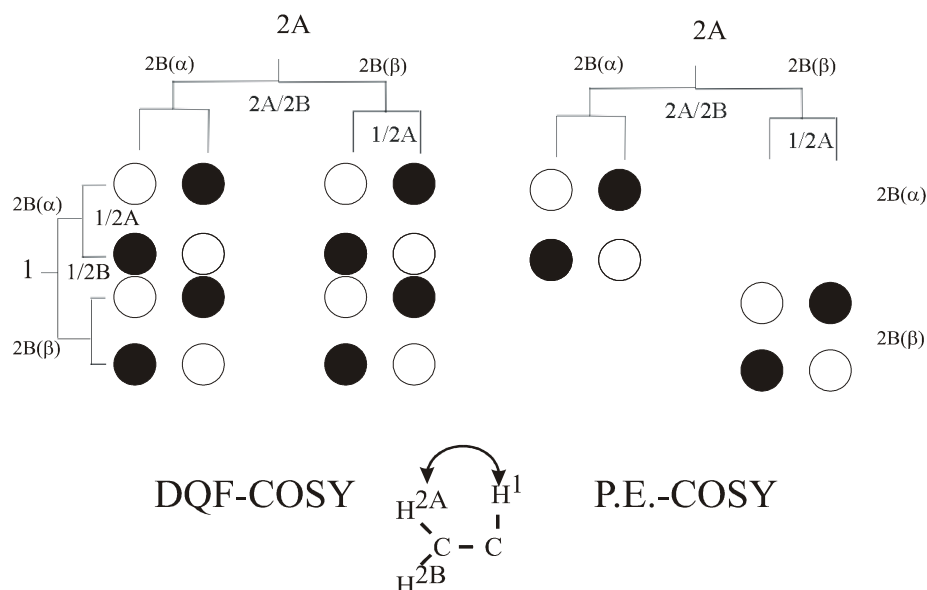 2A
2B(α) 2B(β)
2A/2B
1/2A
2B(α)
1/2A
1 1/2B
2B(β)
2A
2B(α) 2B(β)
2A/2B
1/2A
2B(α)
2B(β)
DQF-COSY
P.E.-COSY
H2A H1
C – C
H2B